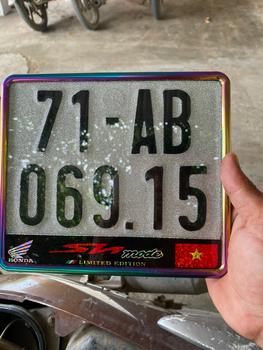 71-AB
069.15
HONDA
SH mode
LIMITED EDITION